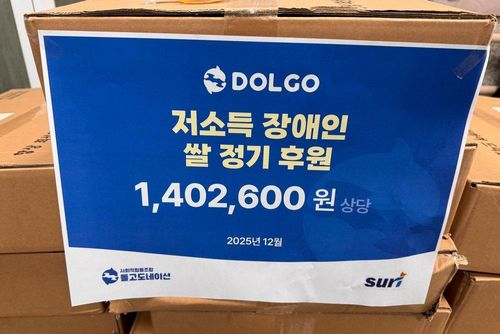 DOLGO
저소득 장애인
쌀 정기 후원
1,402,600 원 상당
2025년 12월
사회적협동조합
돌고도네이션
sun